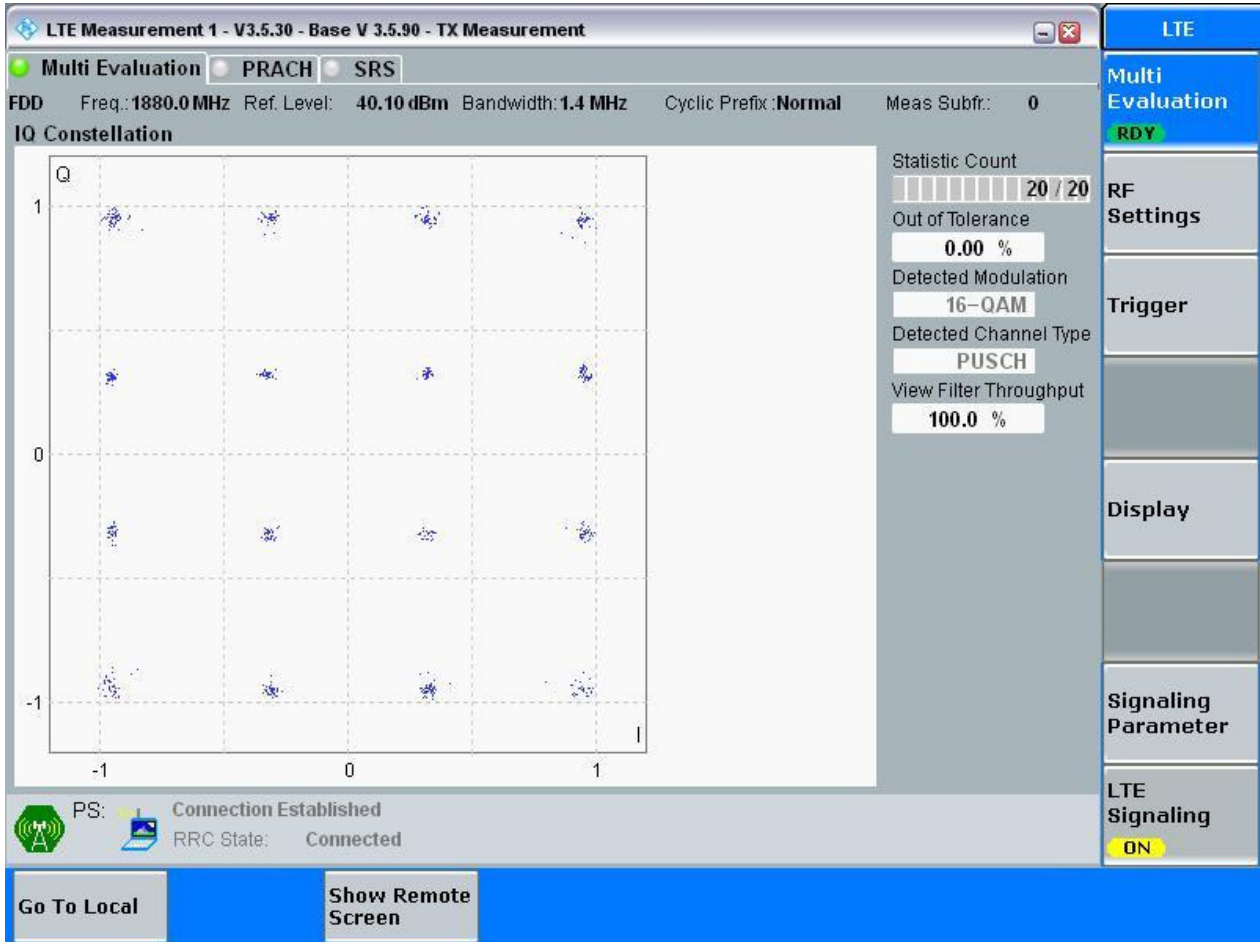 LTE Measurement 1 - V3.5.30 - Base V 3.5.90 - TX Measurement
LTE
Multi Evaluation PRACH SRS
FDD Freq.: 1880.0 MHz Ref. Level: 40.10 dBm Bandwidth: 1.4 MHz Cyclic Prefix : Normal Meas Subfr.: 0
IQ Constellation
Q
1
0
-1
I
-1 0 1
Statistic Count
20 / 20
Out of Tolerance
0.00 %
Detected Modulation
16-QAM
Detected Channel Type
PUSCH
View Filter Throughput
100.0 %
Multi
Evaluation
RDY
RF
Settings
Trigger
Display
Signaling
Parameter
LTE
Signaling
ON
PS: Connection Established
RRC State: Connected
Go To Local
Show Remote
Screen